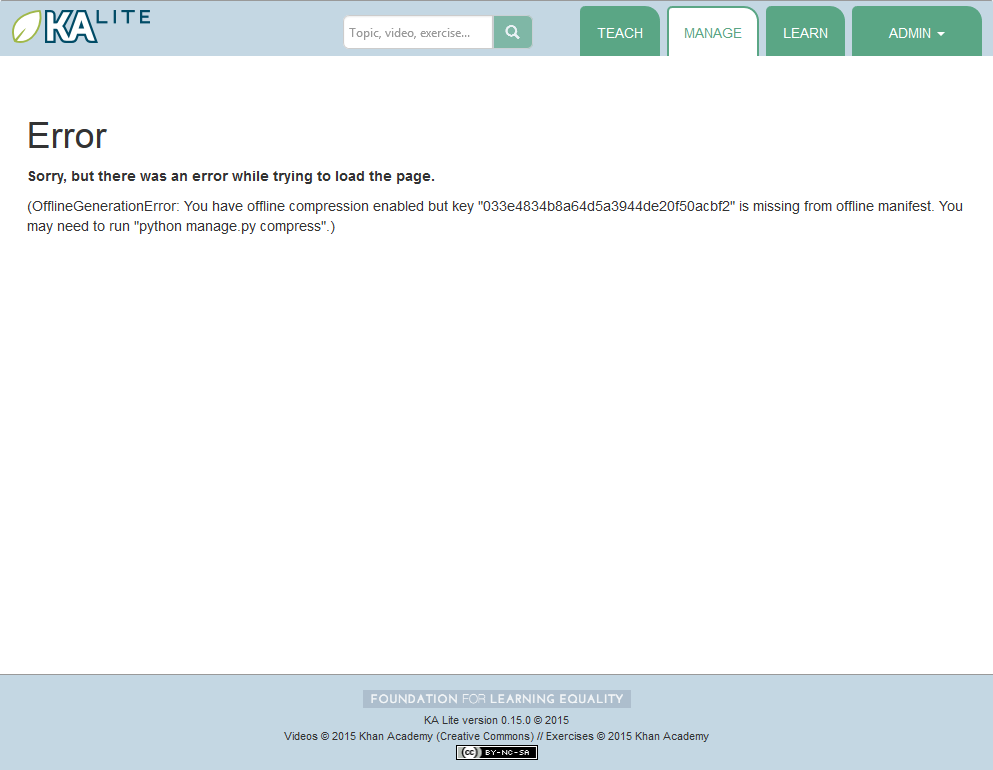 KA LITE
Topic, video, exercise...
TEACH
MANAGE
LEARN
ADMIN
Error
Sorry, but there was an error while trying to load the page.
(OfflineGenerationError: You have offline compression enabled but key "033e4834b8a64d5a3944de20f50acbf2" is missing from offline manifest. You
may need to run "python manage.py compress".)
FOUNDATION FOR LEARNING EQUALITY
KA Lite version 0.15.0 © 2015
Videos © 2015 Khan Academy (Creative Commons) // Exercises © 2015 Khan Academy
(cc) BY-NC-SA